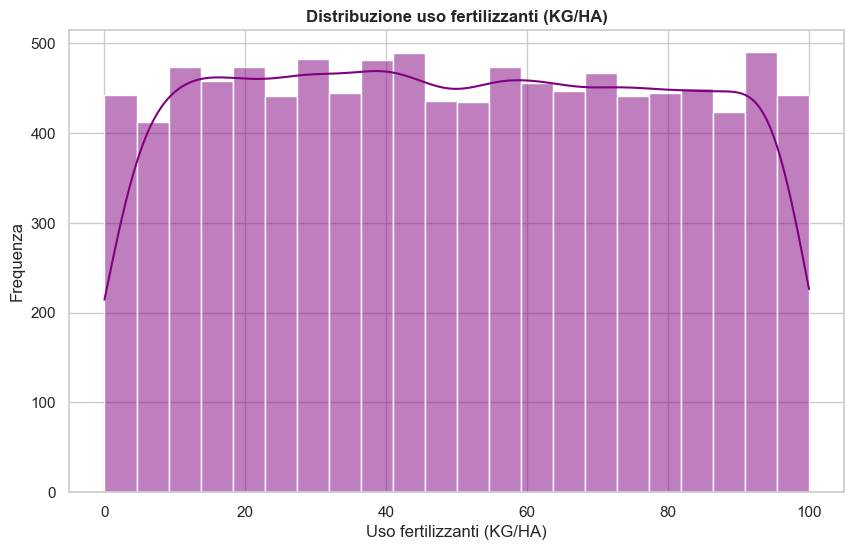 Distribuzione uso fertilizzanti (KG/HA)
500
400
300
200
100
0
Frequenza
0 20 40 60 80 100
Uso fertilizzanti (KG/HA)